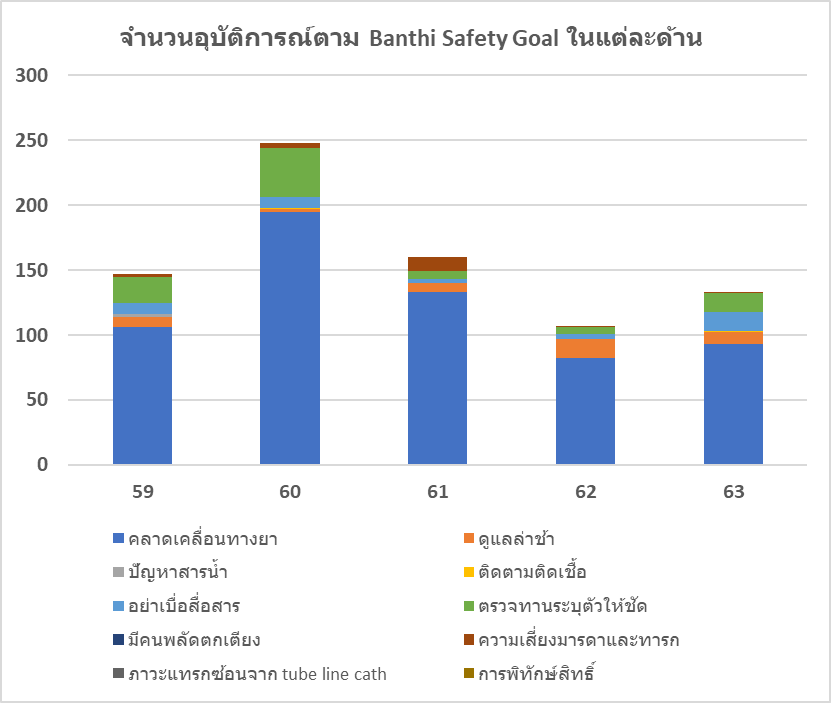 จำนวนอุบัติการณ์ตาม Banthi Safety Goal ในแต่ละด้าน
300
250
200
150
100
50
0
59 60 61 62 63
คลาดเคลื่อนทางยา ดูแลล่าช้า
ปัญหาสารน้ำ ติดตามติดเชื้อ
อย่าเบื่อสื่อสาร ตรวจทานระบุตัวให้ชัด
มีคนพลัดตกเตียง ความเสี่ยงมารดาและทารก
ภาวะแทรกซ้อนจาก tube line cath การพิทักษ์สิทธิ์